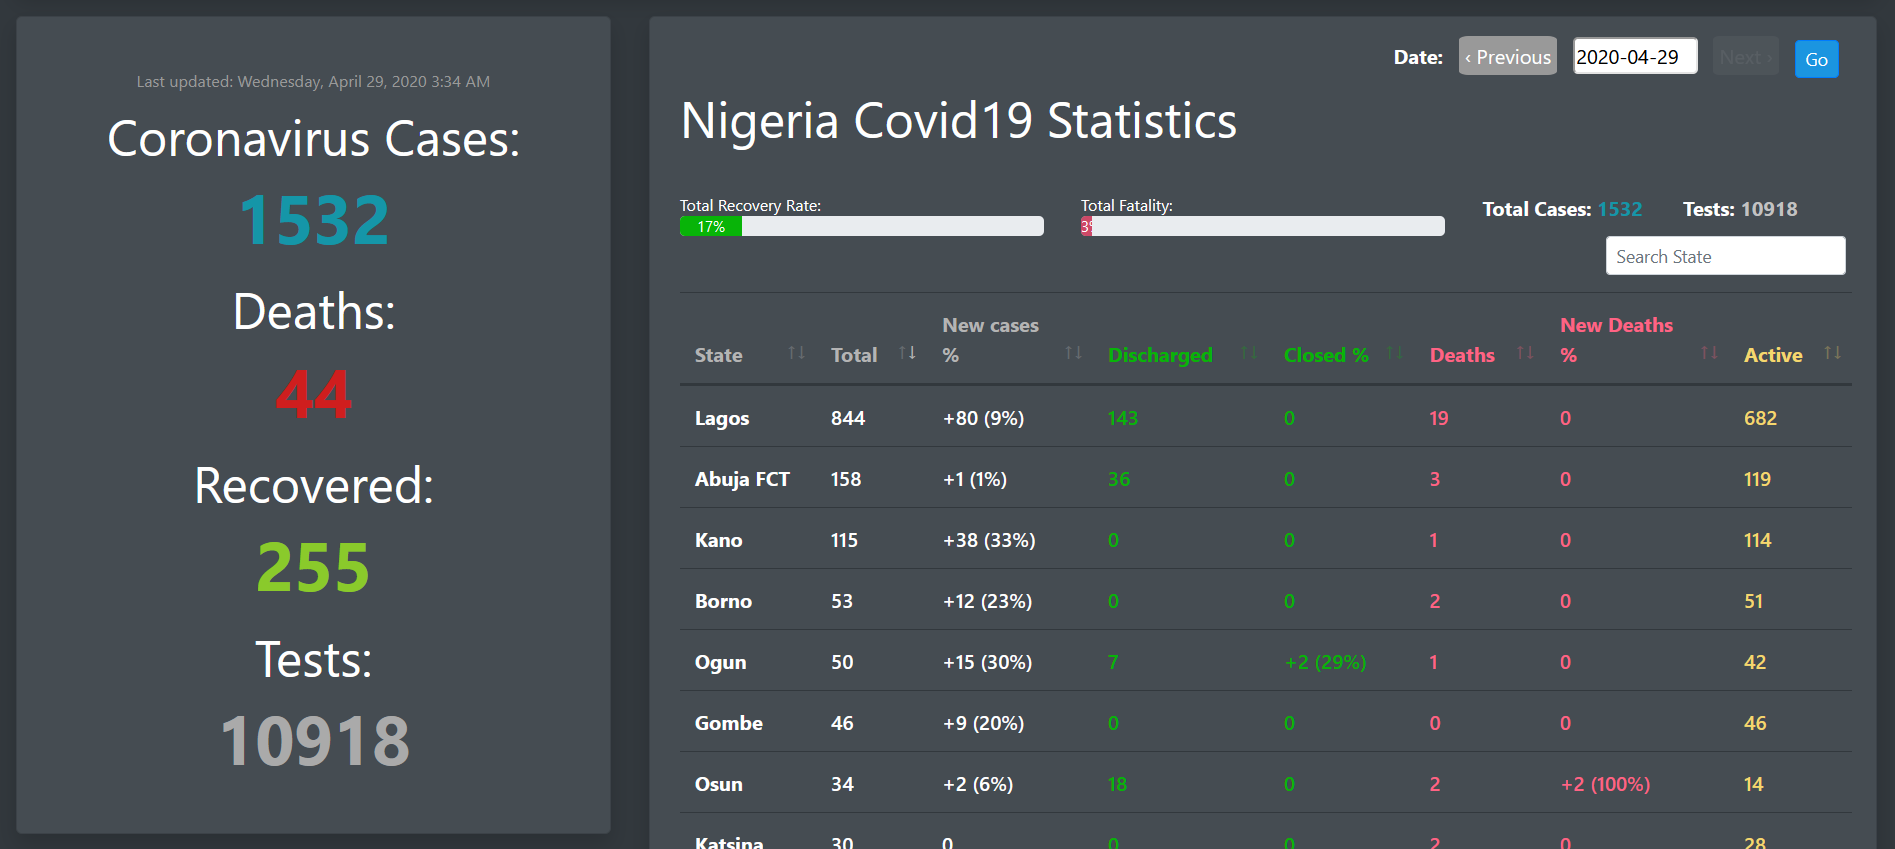 Last updated: Wednesday, April 29, 2020 3:34 AM
Coronavirus Cases:
1532
Deaths:
44
Recovered:
255
Tests:
10918
Date: ‹ Previous 2020-04-29 Next › Go
Nigeria Covid19 Statistics
Total Recovery Rate: Total Fatality: Total Cases: 1532 Tests: 10918
17% 3%
Search State
New cases New Deaths
State ↑↓ Total ↑↓ % ↑↓ Discharged ↑↓ Closed % ↑↓ Deaths ↑↓ % ↑↓ Active ↑↓
Lagos 844 +80 (9%) 143 0 19 0 682
Abuja FCT 158 +1 (1%) 36 0 3 0 119
Kano 115 +38 (33%) 0 0 1 0 114
Borno 53 +12 (23%) 0 0 2 0 51
Ogun 50 +15 (30%) 7 +2 (29%) 1 0 42
Gombe 46 +9 (20%) 0 0 0 0 46
Osun 34 +2 (6%) 18 0 2 +2 (100%) 14
Katsina 30 0 0 0 2 0 28